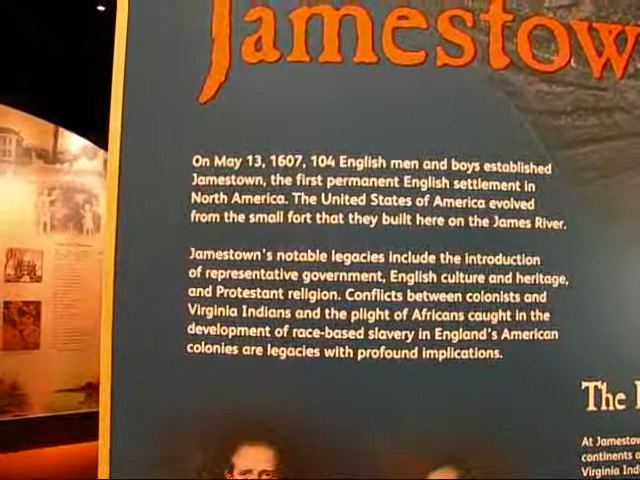 Jamestow
On May 13, 1607, 104 English men and boys established
Jamestown, the first permanent English settlement in
North America. The United States of America evolved
from the small fort that they built here on the James River.
Jamestown's notable legacies include the introduction
of representative government, English culture and heritage,
and Protestant religion. Conflicts between colonists and
Virginia Indians and the plight of Africans caught in the
development of race-based slavery in England's American
colonies are legacies with profound implications.
The
At Jamestow
continents
Virginia Ind